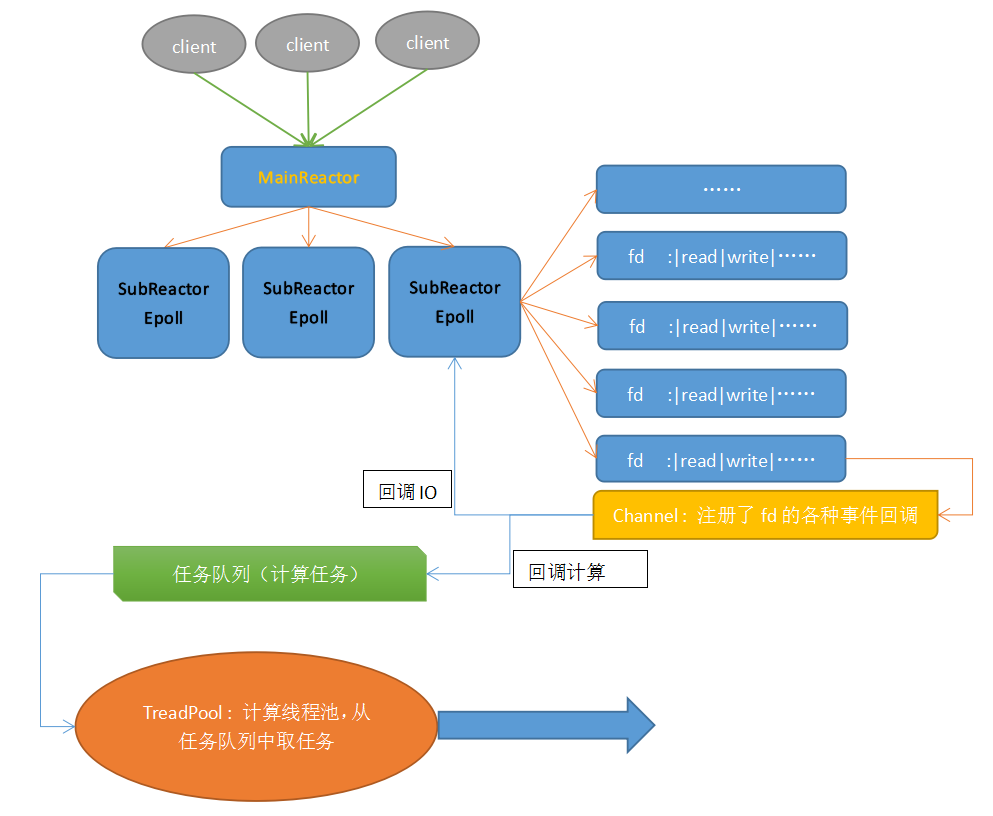 client
client
client
MainReactor
SubReactor
Epoll
SubReactor
Epoll
SubReactor
Epoll
……
fd :|read|write|……
fd :|read|write|……
fd :|read|write|……
fd :|read|write|……
回调IO
Channel: 注册了 fd 的各种事件回调
回调计算
任务队列（计算任务）
TreadPool: 计算线程池，从
任务队列中取任务